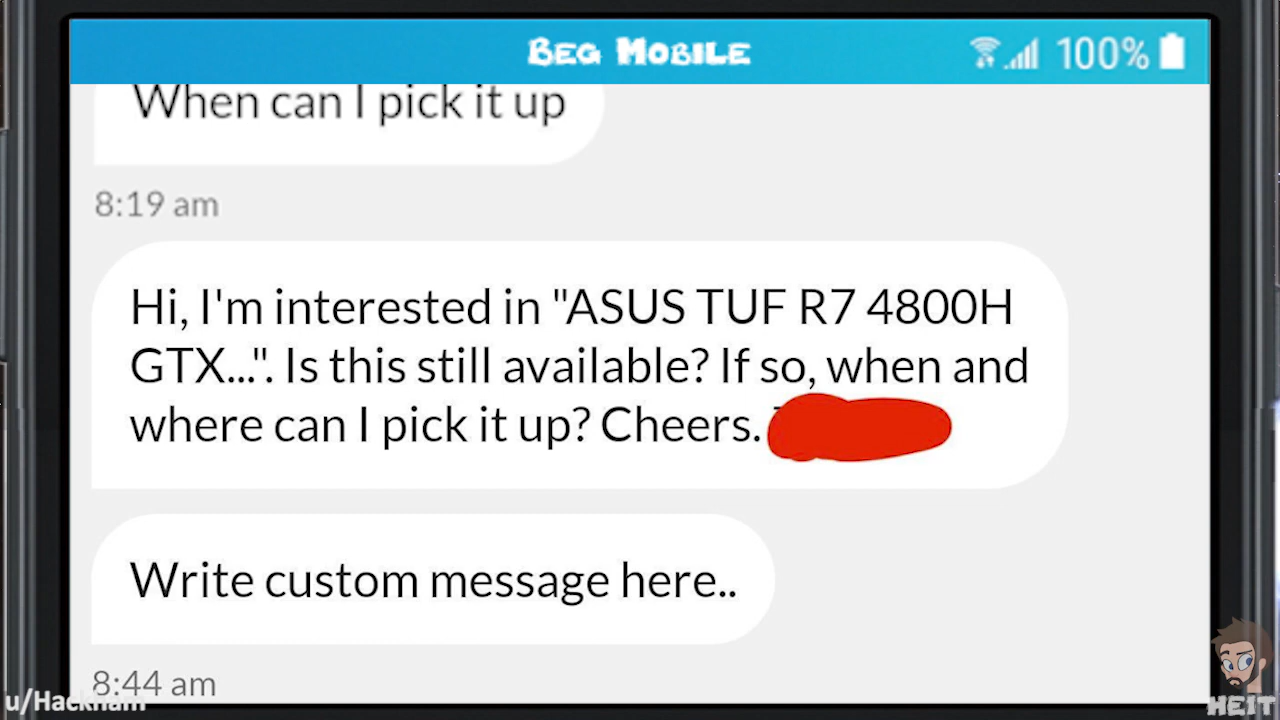 BEG MOBILE
100%
When can I pick it up
8:19 am
Hi, I'm interested in "ASUS TUF R7 4800H
GTX...". Is this still available? If so, when and
where can I pick it up? Cheers.
Write custom message here..
8:44 am
u/Hackham
HEIT